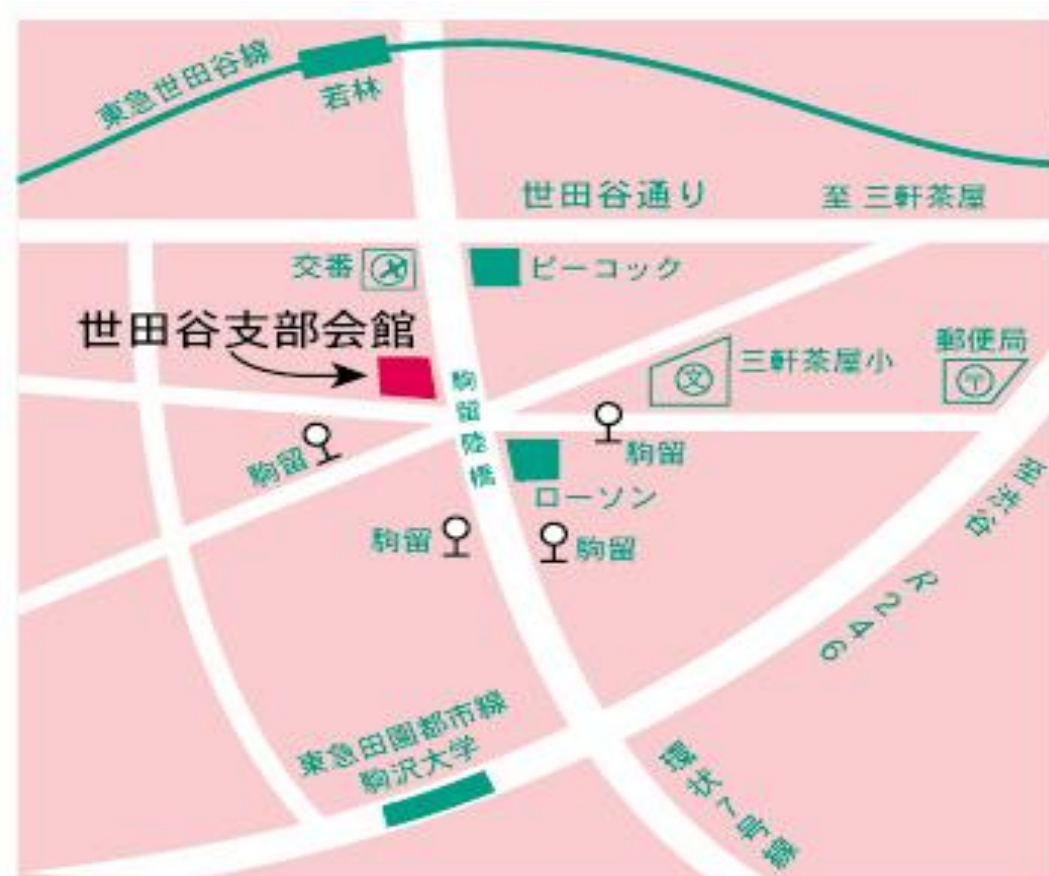 東急世田谷線
若林
世田谷通り
至 三軒茶屋
交番
ピーコック
世田谷支部会館
駒留陸橋
文
三軒茶屋小
郵便局
〒
駒留
駒留
ローソン
駒留
駒留
至渋谷
R246
東急田園都市線
駒沢大学
環状7号線